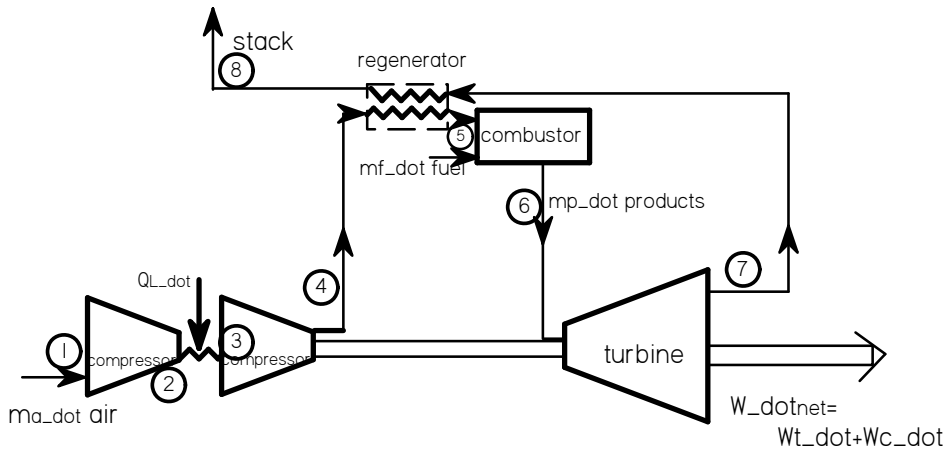 stack
8
regenerator
5
combustor
mf_dot fuel
6
mp_dot products
QL_dot
4
7
1
compressor
2
3
compressor
turbine
ma_dot air
W_dotnet=
Wt_dot+Wc_dot